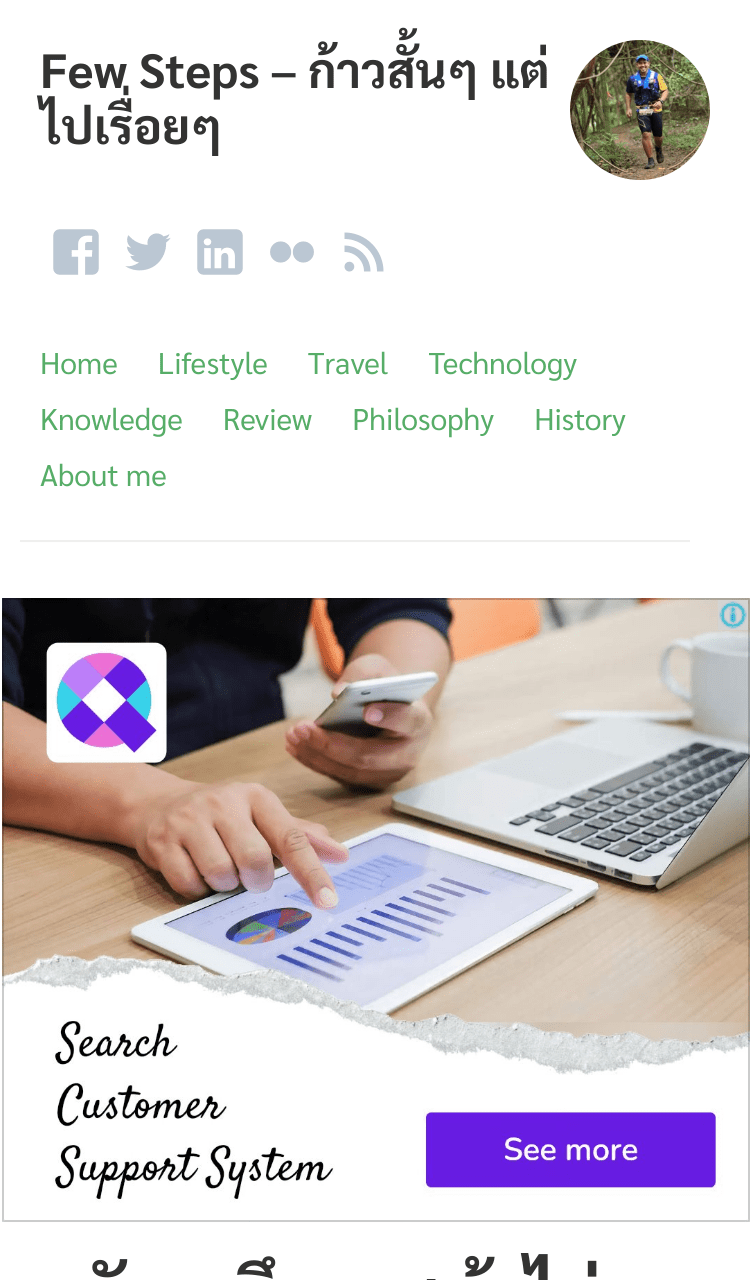 Few Steps – ก้าวสั้นๆ แต่
ไปเรื่อยๆ
Home Lifestyle Travel Technology
Knowledge Review Philosophy History
About me
Search
Customer
Support System
See more